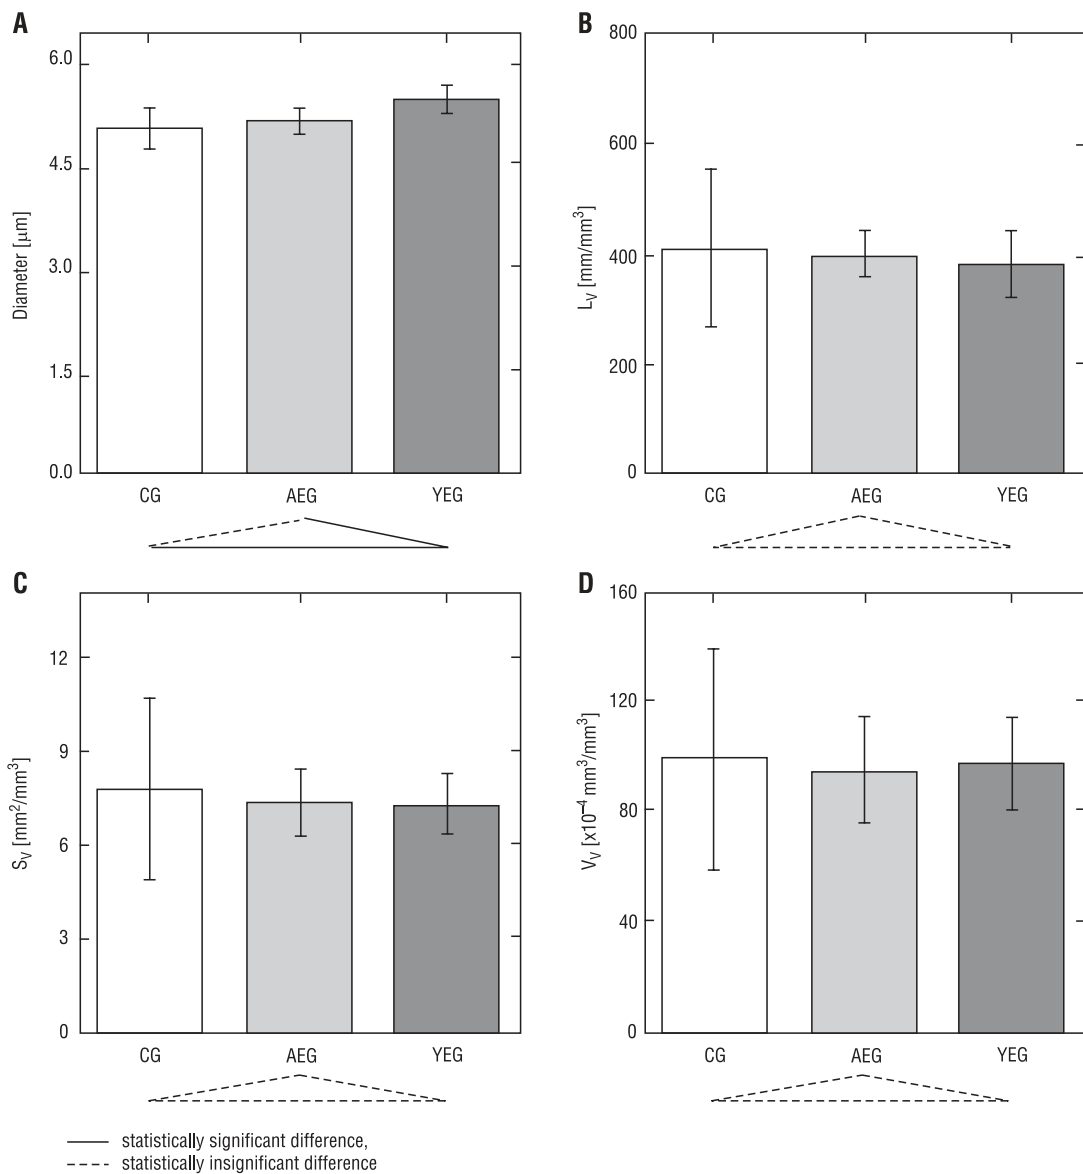 A
Diameter [μm]
6.0
4.5
3.0
1.5
0.0
CG AEG YEG
B
L_V [mm/mm³]
800
600
400
200
0
CG AEG YEG
C
S_V [mm²/mm³]
12
9
6
3
0
CG AEG YEG
D
V_V [x10⁻⁴ mm³/mm³]
160
120
80
40
0
CG AEG YEG
statistically significant difference,
statistically insignificant difference